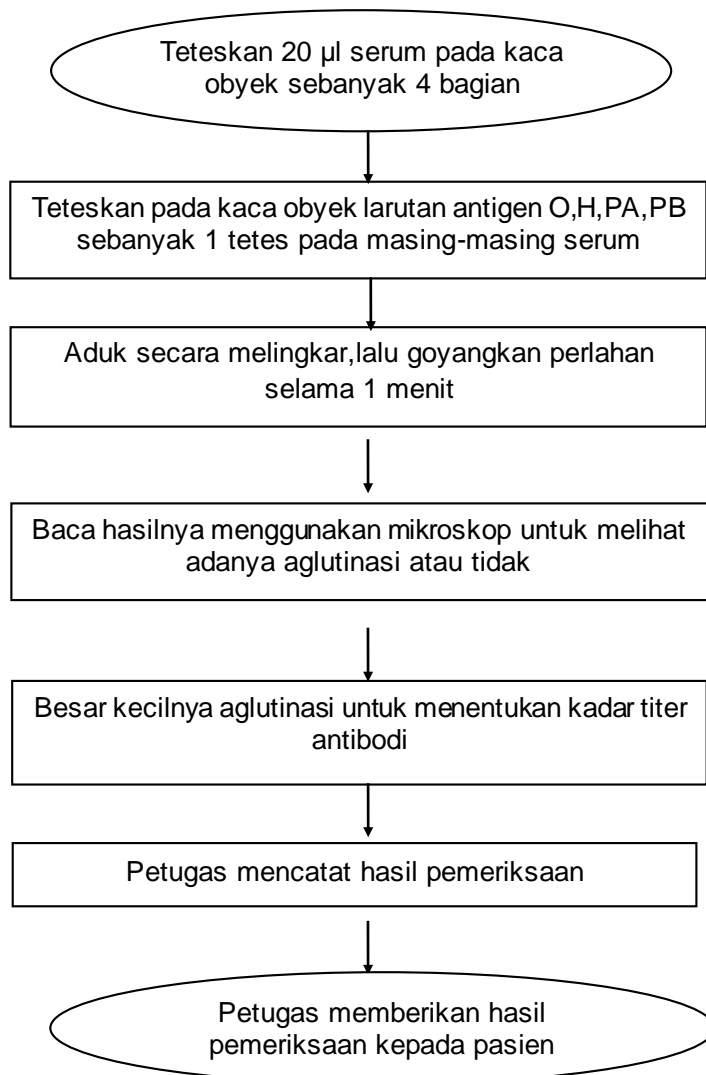 Teteskan 20 µl serum pada kaca
obyek sebanyak 4 bagian
Teteskan pada kaca obyek larutan antigen O,H,PA,PB
sebanyak 1 tetes pada masing-masing serum
Aduk secara melingkar,lalu goyangkan perlahan
selama 1 menit
Baca hasilnya menggunakan mikroskop untuk melihat
adanya aglutinasi atau tidak
Besar kecilnya aglutinasi untuk menentukan kadar titer
antibodi
Petugas mencatat hasil pemeriksaan
Petugas memberikan hasil
pemeriksaan kepada pasien